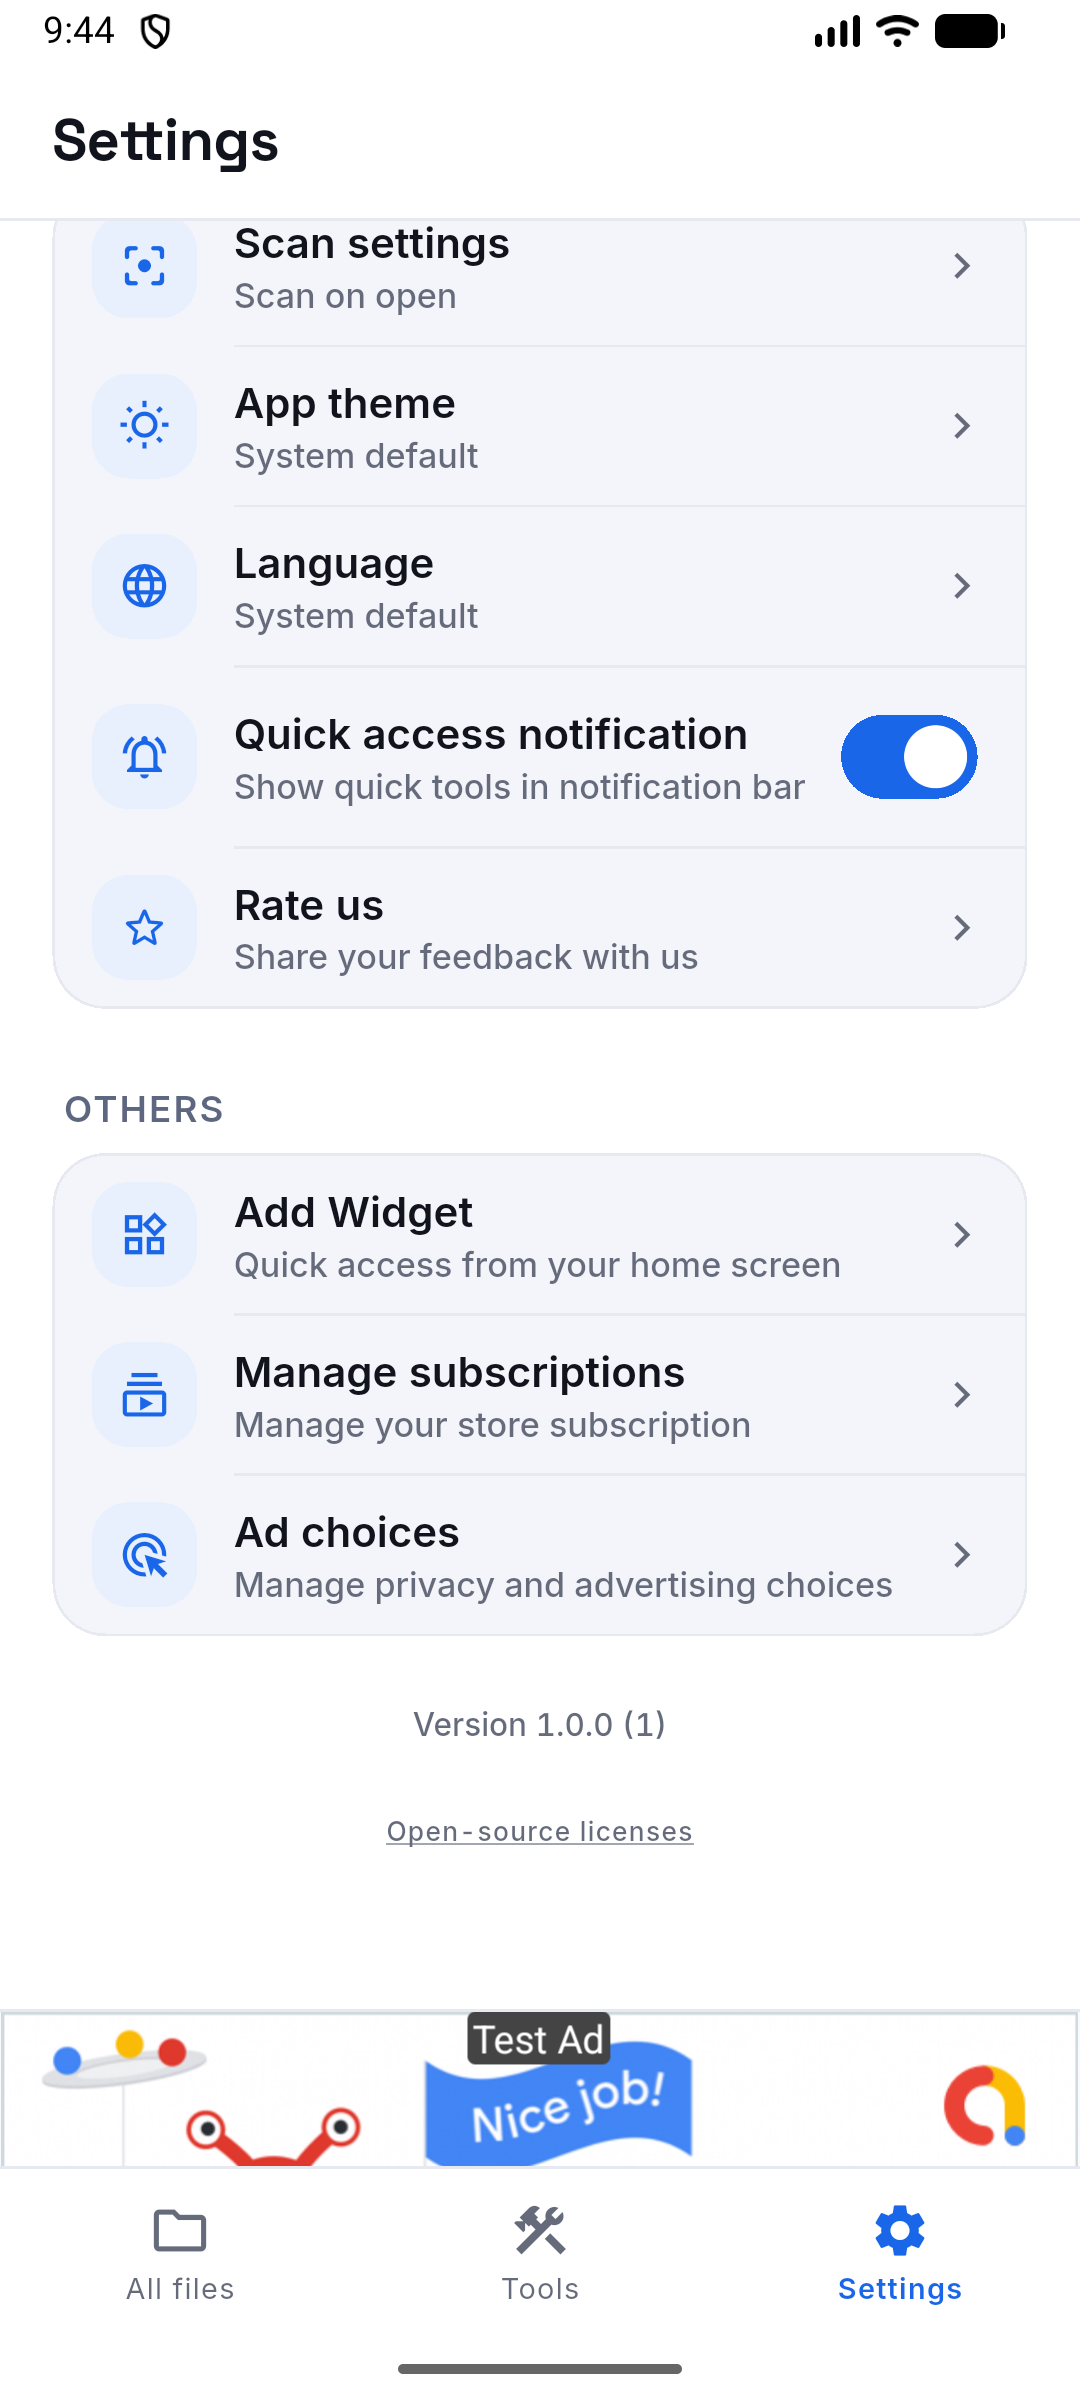 9:44
Settings
Scan settings
Scan on open
App theme
System default
Language
System default
Quick access notification
Show quick tools in notification bar
Rate us
Share your feedback with us
OTHERS
Add Widget
Quick access from your home screen
Manage subscriptions
Manage your store subscription
Ad choices
Manage privacy and advertising choices
Version 1.0.0 (1)
Open-source licenses
Test Ad
Nice job!
All files
Tools
Settings